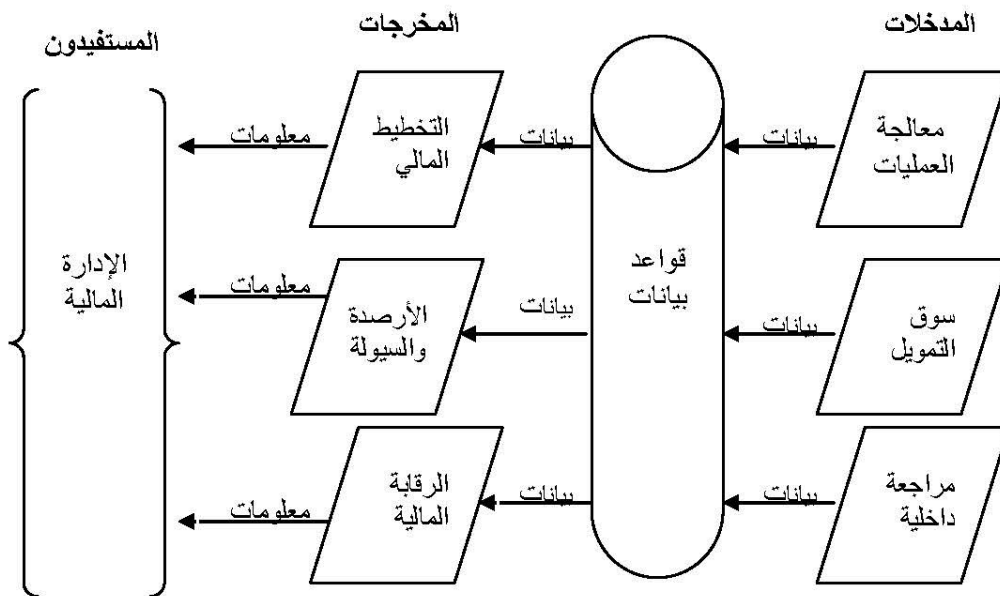 المدخلات
المخرجات
المستفيدون
معالجة
العمليات
بيانات
بيانات
التخطيط
المالي
معلومات
قواعد
بيانات
الإدارة
المالية
سوق
التمويل
بيانات
بيانات
الأرصدة
والسيولة
معلومات
مراجعة
داخلية
بيانات
بيانات
الرقابة
المالية
معلومات